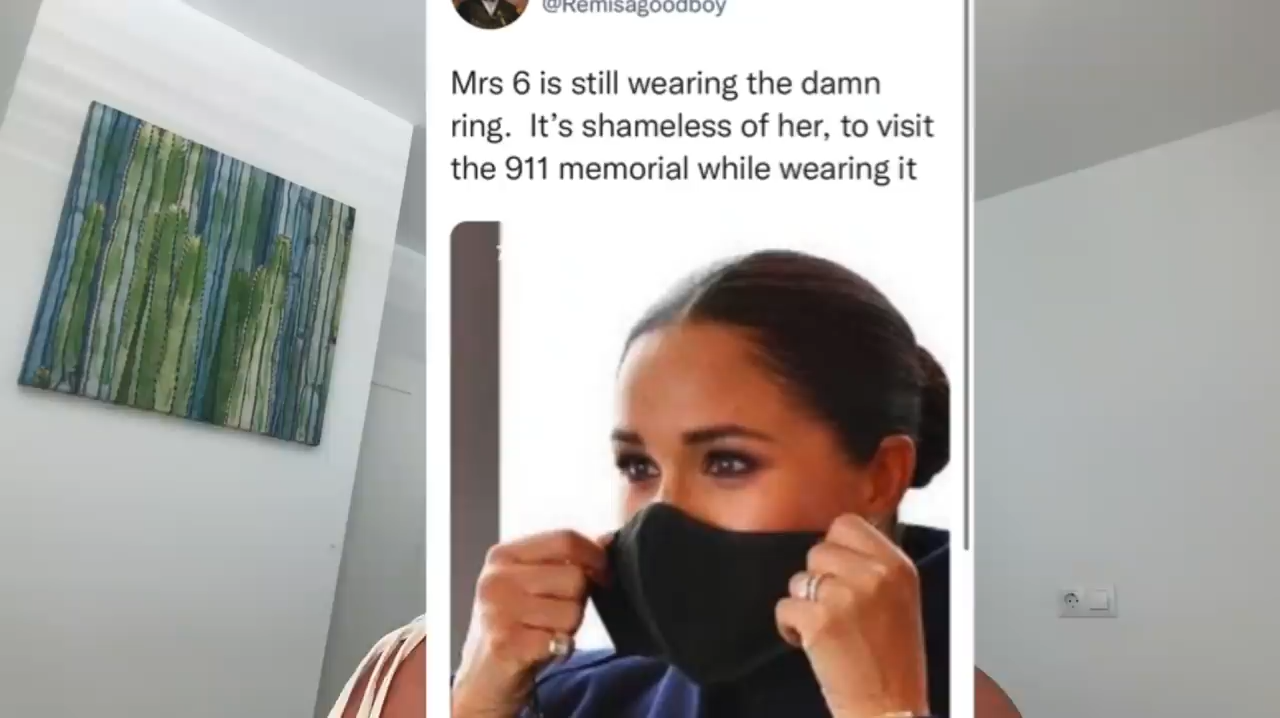 @Remisagoodboy
Mrs 6 is still wearing the damn
ring.  It’s shameless of her, to visit
the 911 memorial while wearing it